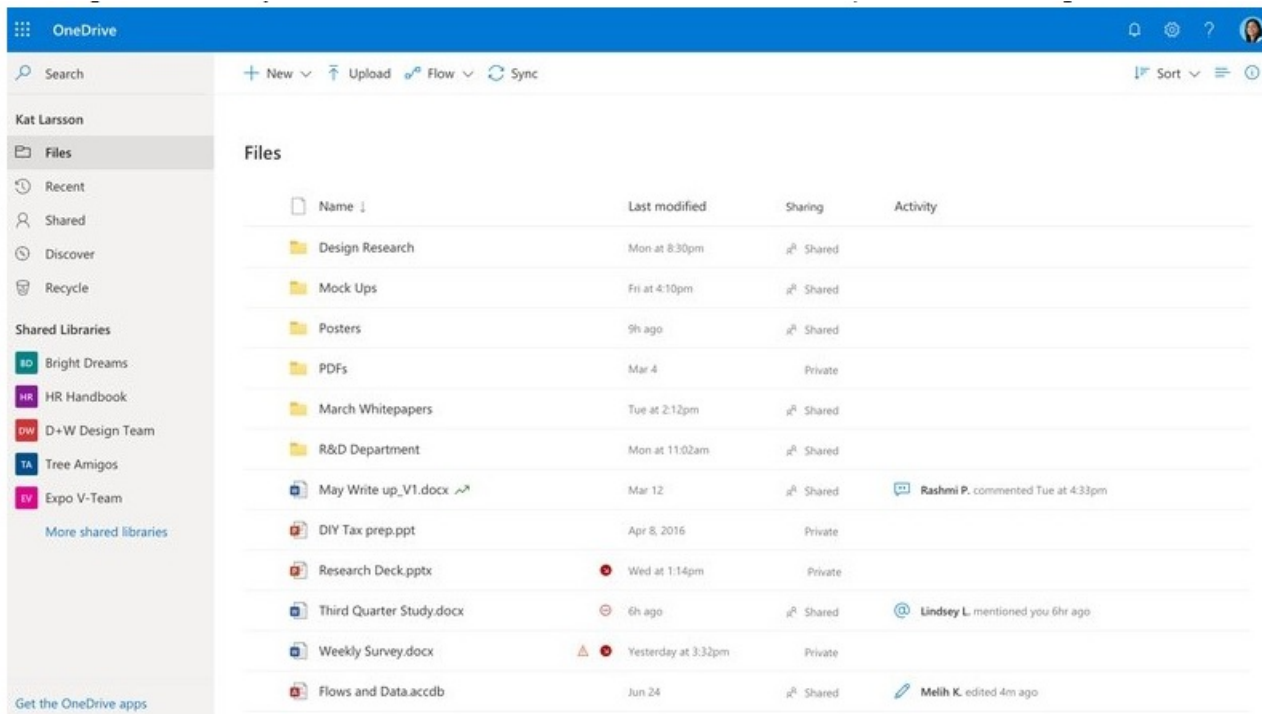 OneDrive
Search
New Upload Flow Sync Sort
Kat Larsson
Files
Recent
Shared
Discover
Recycle
Shared Libraries
BD Bright Dreams
HR HR Handbook
DW D+W Design Team
TA Tree Amigos
EV Expo V-Team
More shared libraries
Get the OneDrive apps
Files
Name ↓ Last modified Sharing Activity
Design Research Mon at 8:30pm Shared
Mock Ups Fri at 4:10pm Shared
Posters 9h ago Shared
PDFs Mar 4 Private
March Whitepapers Tue at 2:12pm Shared
R&D Department Mon at 11:02am Shared
May Write up_V1.docx Mar 12 Shared Rashmi P. commented Tue at 4:33pm
DIY Tax prep.ppt Apr 8, 2016 Private
Research Deck.pptx Wed at 1:14pm Private
Third Quarter Study.docx 6h ago Shared Lindsey L. mentioned you 6hr ago
Weekly Survey.docx Yesterday at 3:32pm Private
Flows and Data.accdb Jun 24 Shared Melih K. edited 4m ago